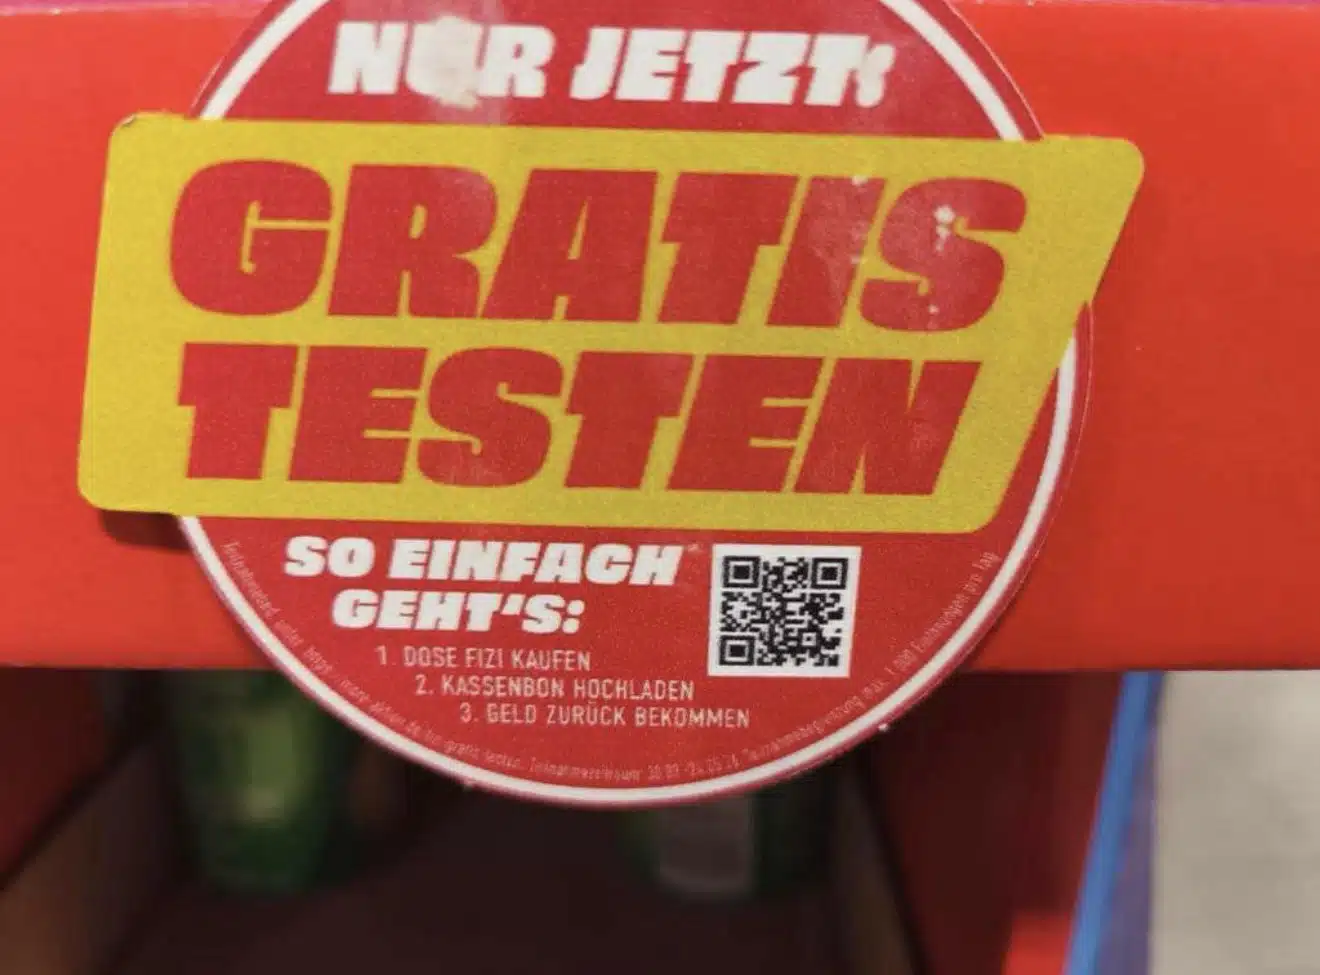 NUR JETZT:
GRATIS
TESTEN
SO EINFACH
GEHT'S:
1. DOSE FIZI KAUFEN
2. KASSENBON HOCHLADEN
3. GELD ZURÜCK BEKOMMEN